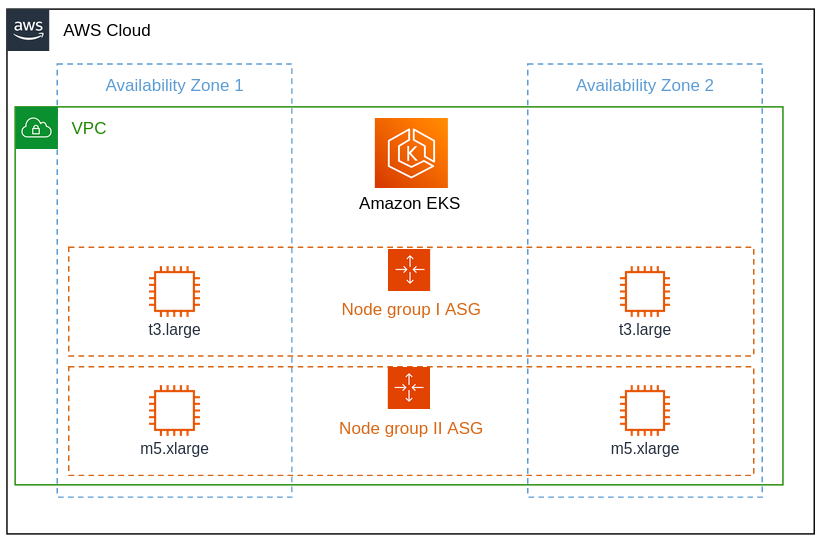 aws
AWS Cloud
Availability Zone 1
Availability Zone 2
VPC
K
Amazon EKS
Node group I ASG
t3.large
t3.large
Node group II ASG
m5.xlarge
m5.xlarge